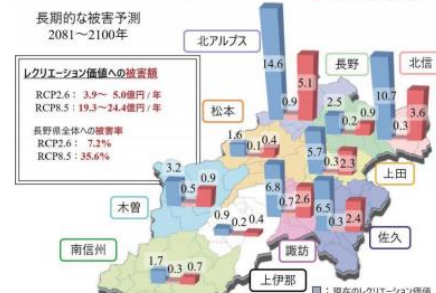 長期的な被害予測
2081～2100年
レクリエーション価値への被害額
RCP2.6： 3.9～ 5.0億円 / 年
RCP8.5：19.3～24.4億円 / 年
長野県全体への被害率
RCP2.6： 7.2%
RCP8.5：35.6%
北アルプス
14.6
0.9
5.1
長野
2.5
0.2
0.9
北信
10.7
0.3
3.6
松本
1.6
0.1
0.4
5.7
0.3
2.3
上田
3.2
0.5
0.9
木曽
6.8
0.7
2.6
諏訪
6.5
0.3
2.4
佐久
0.9
0.2
0.4
上伊那
南信州
1.7
0.3
0.7
：現在のレクリエーション価値